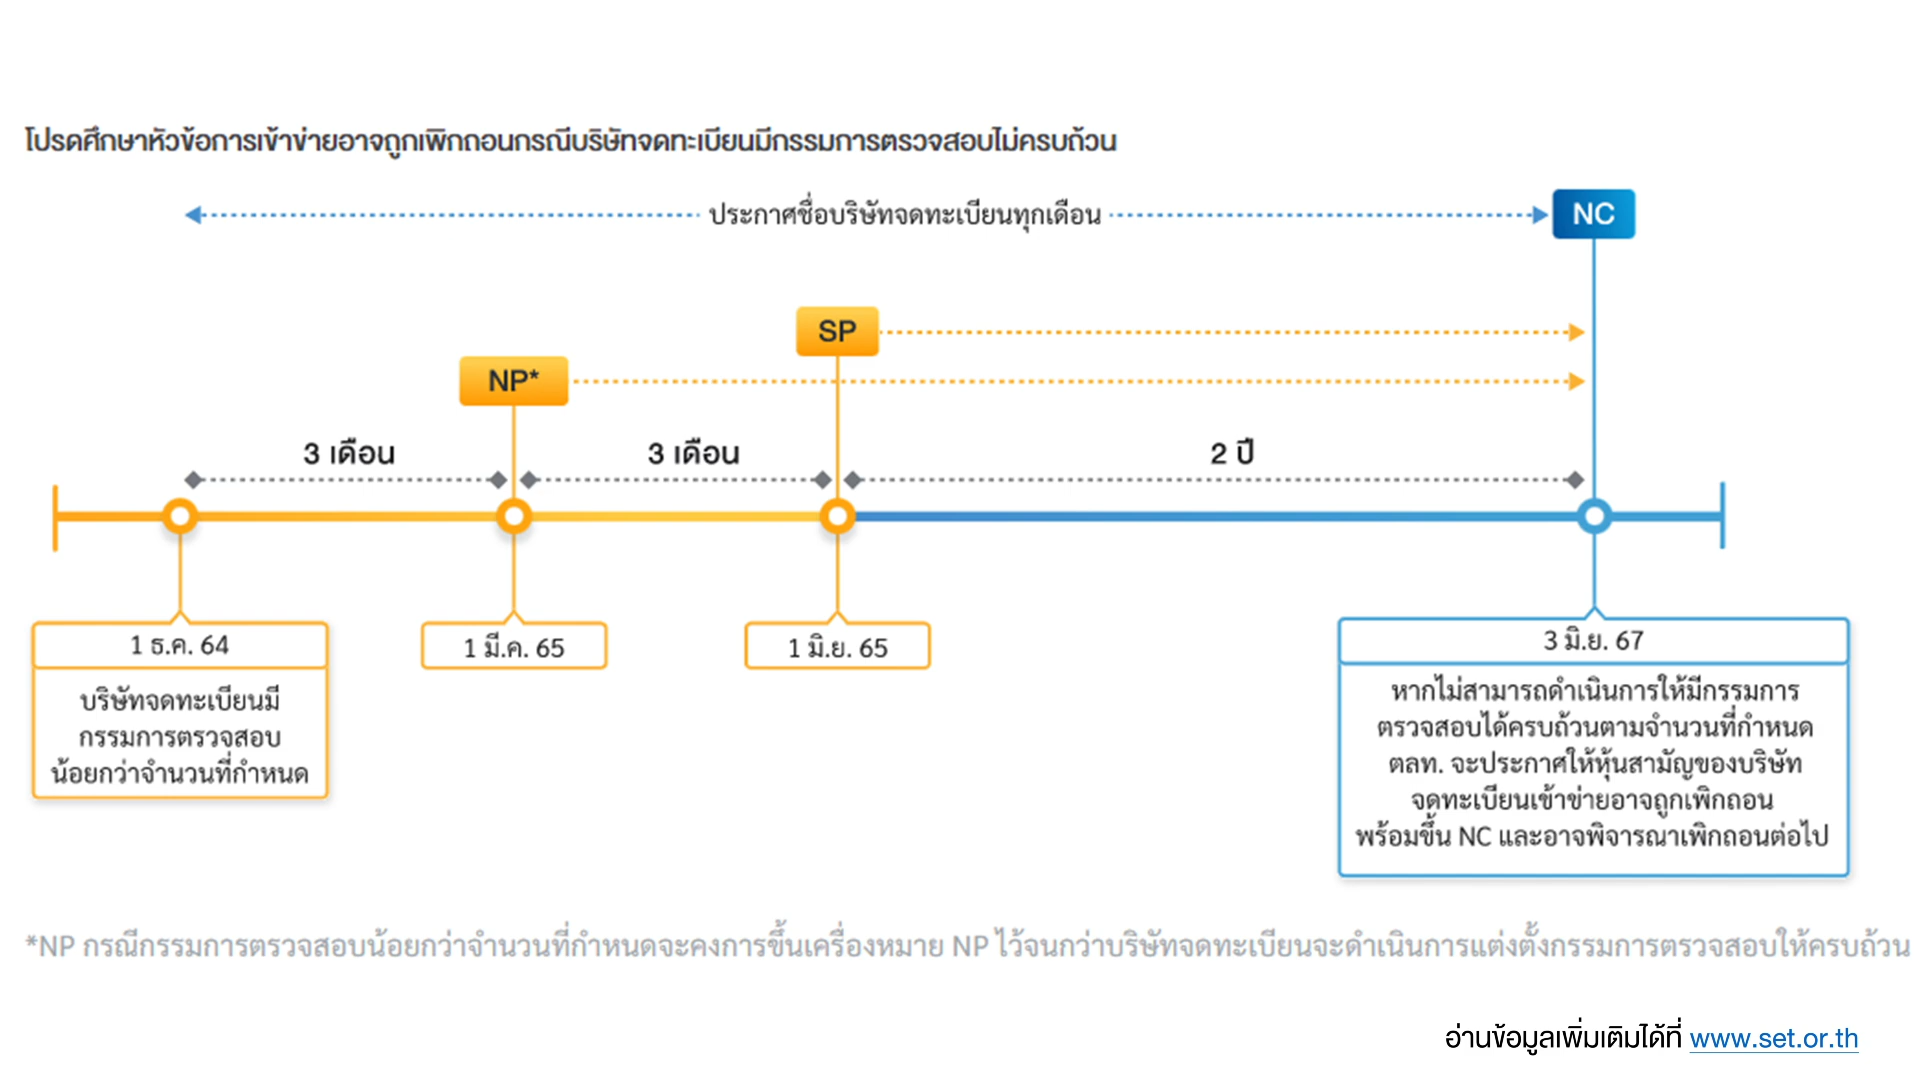 โปรดศึกษาหัวข้อการเข้าข่ายอาจถูกเพิกถอนกรณีบริษัทจดทะเบียนมีกรรมการตรวจสอบไม่ครบถ้วน
ประกาศชื่อบริษัทจดทะเบียนทุกเดือน
NC
SP
NP*
3 เดือน
3 เดือน
2 ปี
1 ธ.ค. 64
บริษัทจดทะเบียนมี
กรรมการตรวจสอบ
น้อยกว่าจำนวนที่กำหนด
1 มี.ค. 65
1 มิ.ย. 65
3 มิ.ย. 67
หากไม่สามารถดำเนินการให้มีกรรมการ
ตรวจสอบได้ครบถ้วนตามจำนวนที่กำหนด
ตลท. จะประกาศให้หุ้นสามัญของบริษัท
จดทะเบียนเข้าข่ายอาจถูกเพิกถอน
พร้อมขึ้น NC และอาจพิจารณาเพิกถอนต่อไป
*NP กรณีกรรมการตรวจสอบน้อยกว่าจำนวนที่กำหนดจะคงการขึ้นเครื่องหมาย NP ไว้จนกว่าบริษัทจดทะเบียนจะดำเนินการแต่งตั้งกรรมการตรวจสอบให้ครบถ้วน
อ่านข้อมูลเพิ่มเติมได้ที่ www.set.or.th